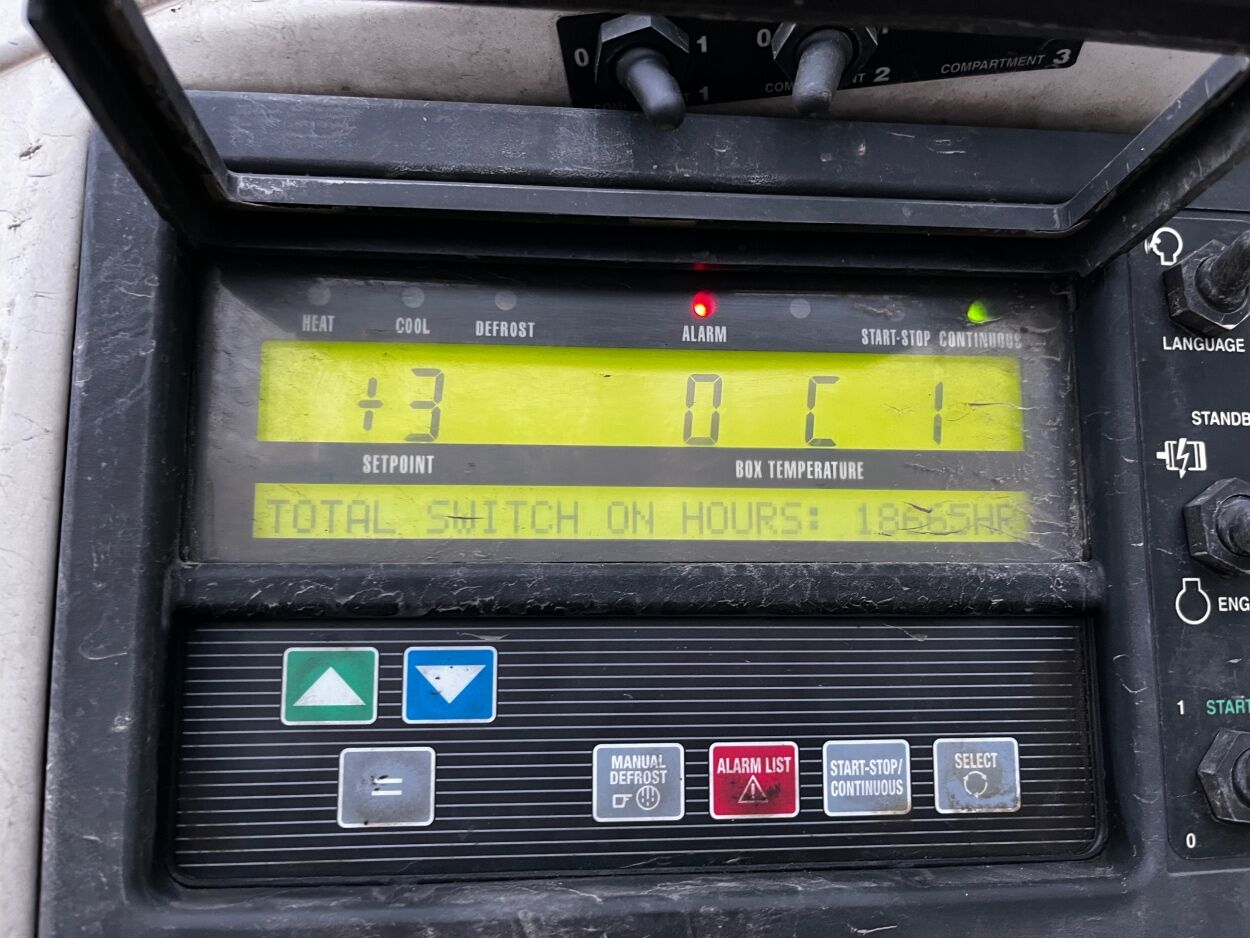 0 1 0
COMPARTMENT 3
1 2
HEAT COOL DEFROST ALARM START-STOP CONTINUOUS
+3 0 C 1
SETPOINT BOX TEMPERATURE
TOTAL SWITCH ON HOURS: 18665HR
=
MANUAL DEFROST
ALARM LIST
START-STOP/
CONTINUOUS
SELECT
LANGUAGE
STANDB
ENG
1 START
0